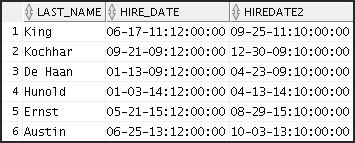 LAST_NAME HIRE_DATE HIREDATE2
1 King 06-17-11:12:00:00 09-25-11:10:00:00
2 Kochhar 09-21-09:12:00:00 12-30-09:10:00:00
3 De Haan 01-13-09:12:00:00 04-23-09:10:00:00
4 Hunold 01-03-14:12:00:00 04-13-14:10:00:00
5 Ernst 05-21-15:12:00:00 08-29-15:10:00:00
6 Austin 06-25-13:12:00:00 10-03-13:10:00:00